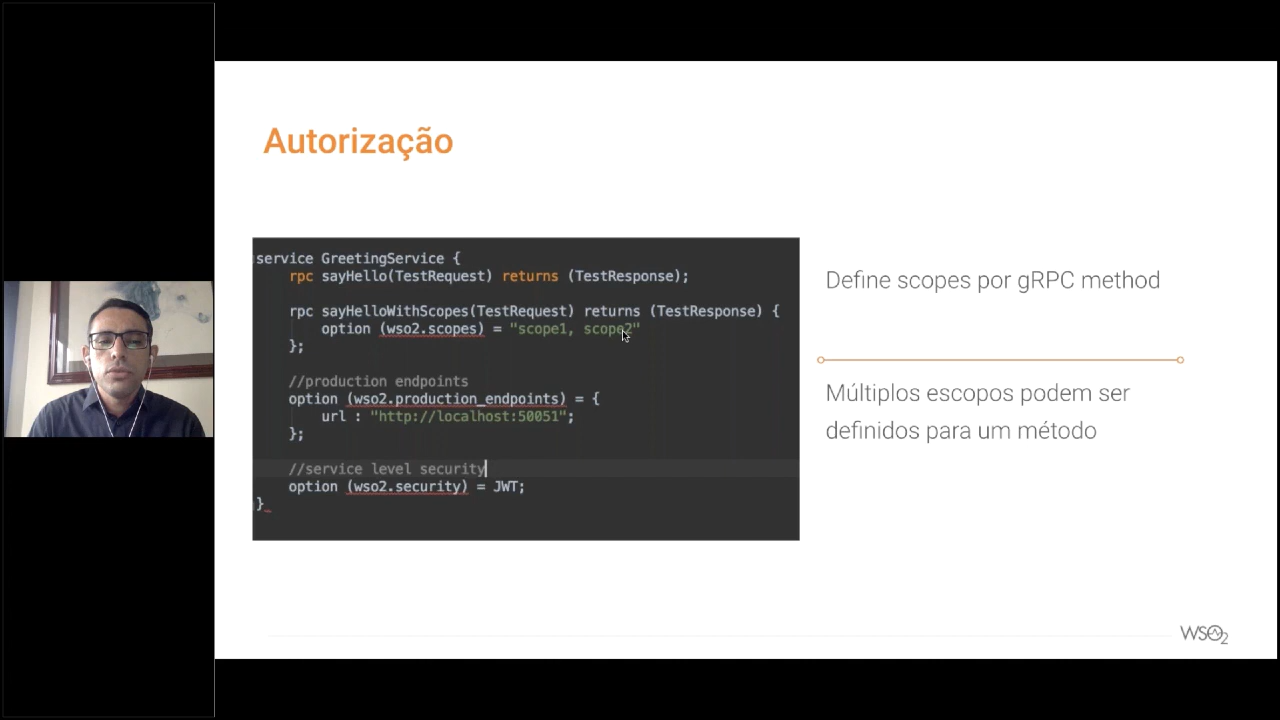 Autorização
service GreetingService {
rpc sayHello(TestRequest) returns (TestResponse);
rpc sayHelloWithScopes(TestRequest) returns (TestResponse) {
option (wso2.scopes) = "scope1, scope2"
};
//production endpoints
option (wso2.production_endpoints) = {
url : "http://localhost:50051";
};
//service level security
option (wso2.security) = JWT;
}
Define scopes por gRPC method
Múltiplos escopos podem ser
definidos para um método
WSO2